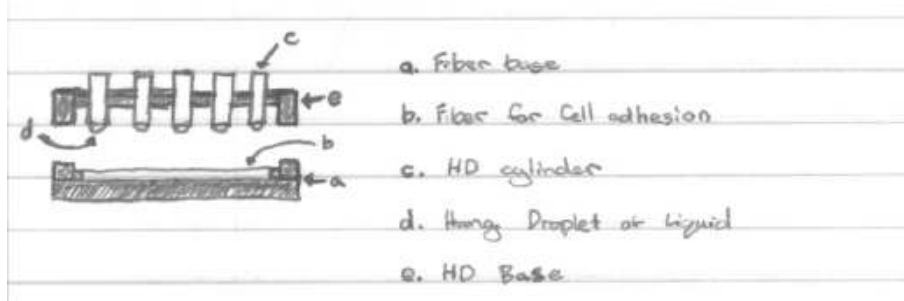 c
e
d
b
a
a. Fiber base
b. Fiber for Cell adhesion
c. HD cylinder
d. Hang Droplet of Liquid
e. HD Base